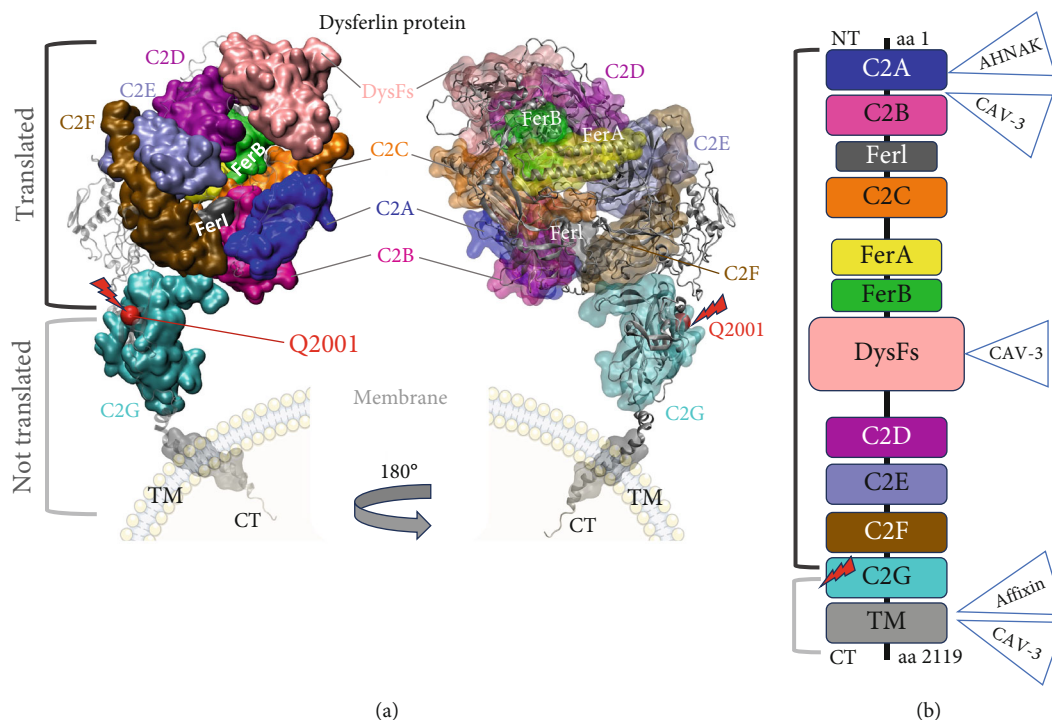 Dysferlin protein
Translated
Not translated
C2D
C2E
C2F
FerB
FerI
DysFs
C2C
C2A
C2B
Q2001
C2G
TM
CT
Membrane
180°
C2D
FerB
FerA
C2E
FerI
C2F
Q2001
C2G
TM
CT
(a)
NT aa 1
C2A
AHNAK
CAV-3
C2B
FerI
C2C
FerA
FerB
DysFs
CAV-3
C2D
C2E
C2F
C2G
Affixin
TM
CAV-3
CT aa 2119
(b)